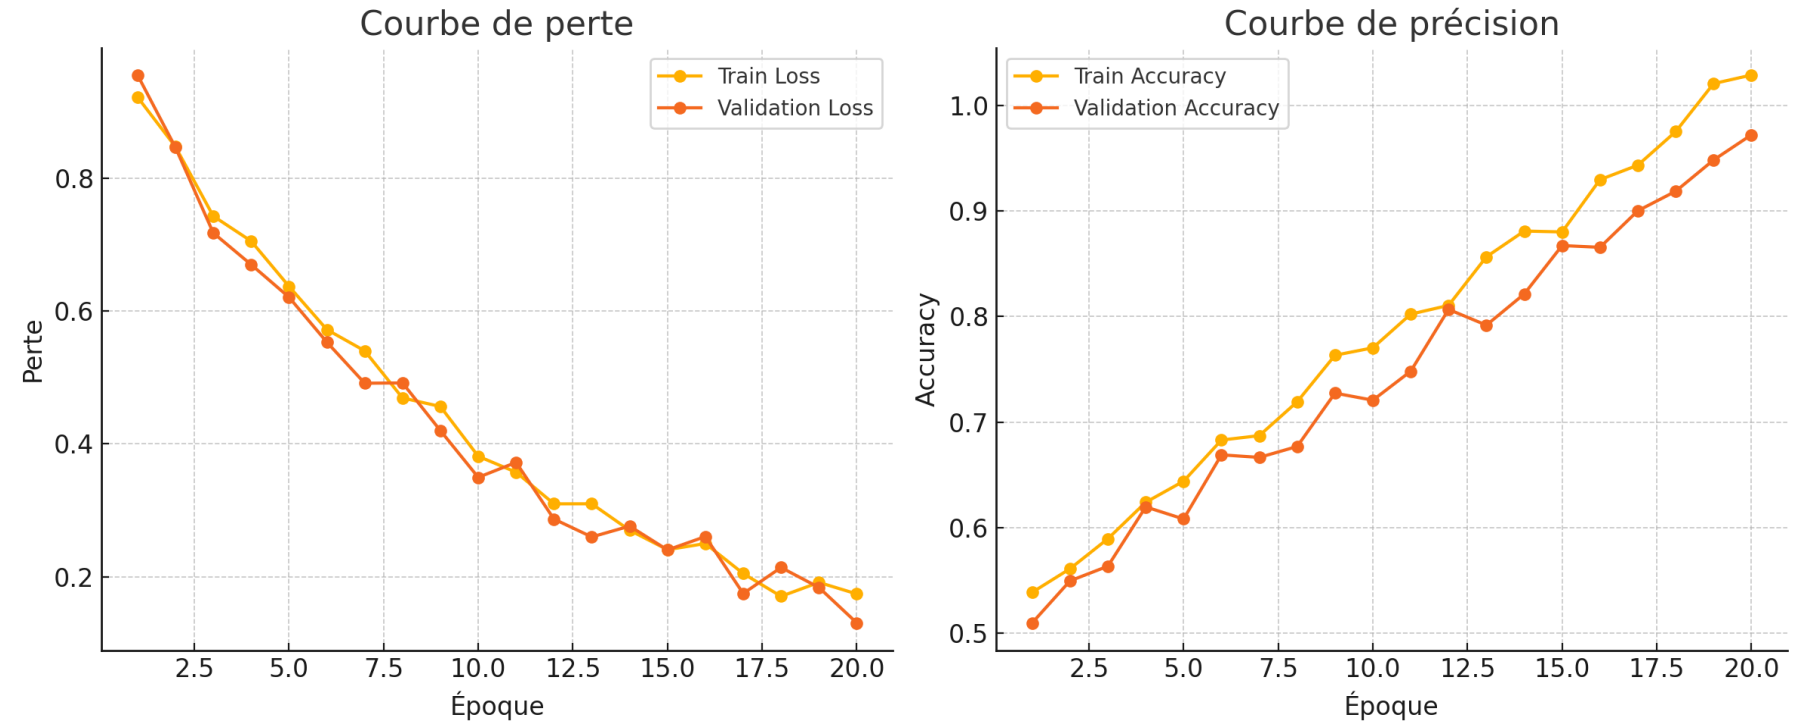 Courbe de perte
Train Loss
Validation Loss
Perte
0.8
0.6
0.4
0.2
2.5 5.0 7.5 10.0 12.5 15.0 17.5 20.0
Époque
Courbe de précision
Train Accuracy
Validation Accuracy
Accuracy
1.0
0.9
0.8
0.7
0.6
0.5
2.5 5.0 7.5 10.0 12.5 15.0 17.5 20.0
Époque